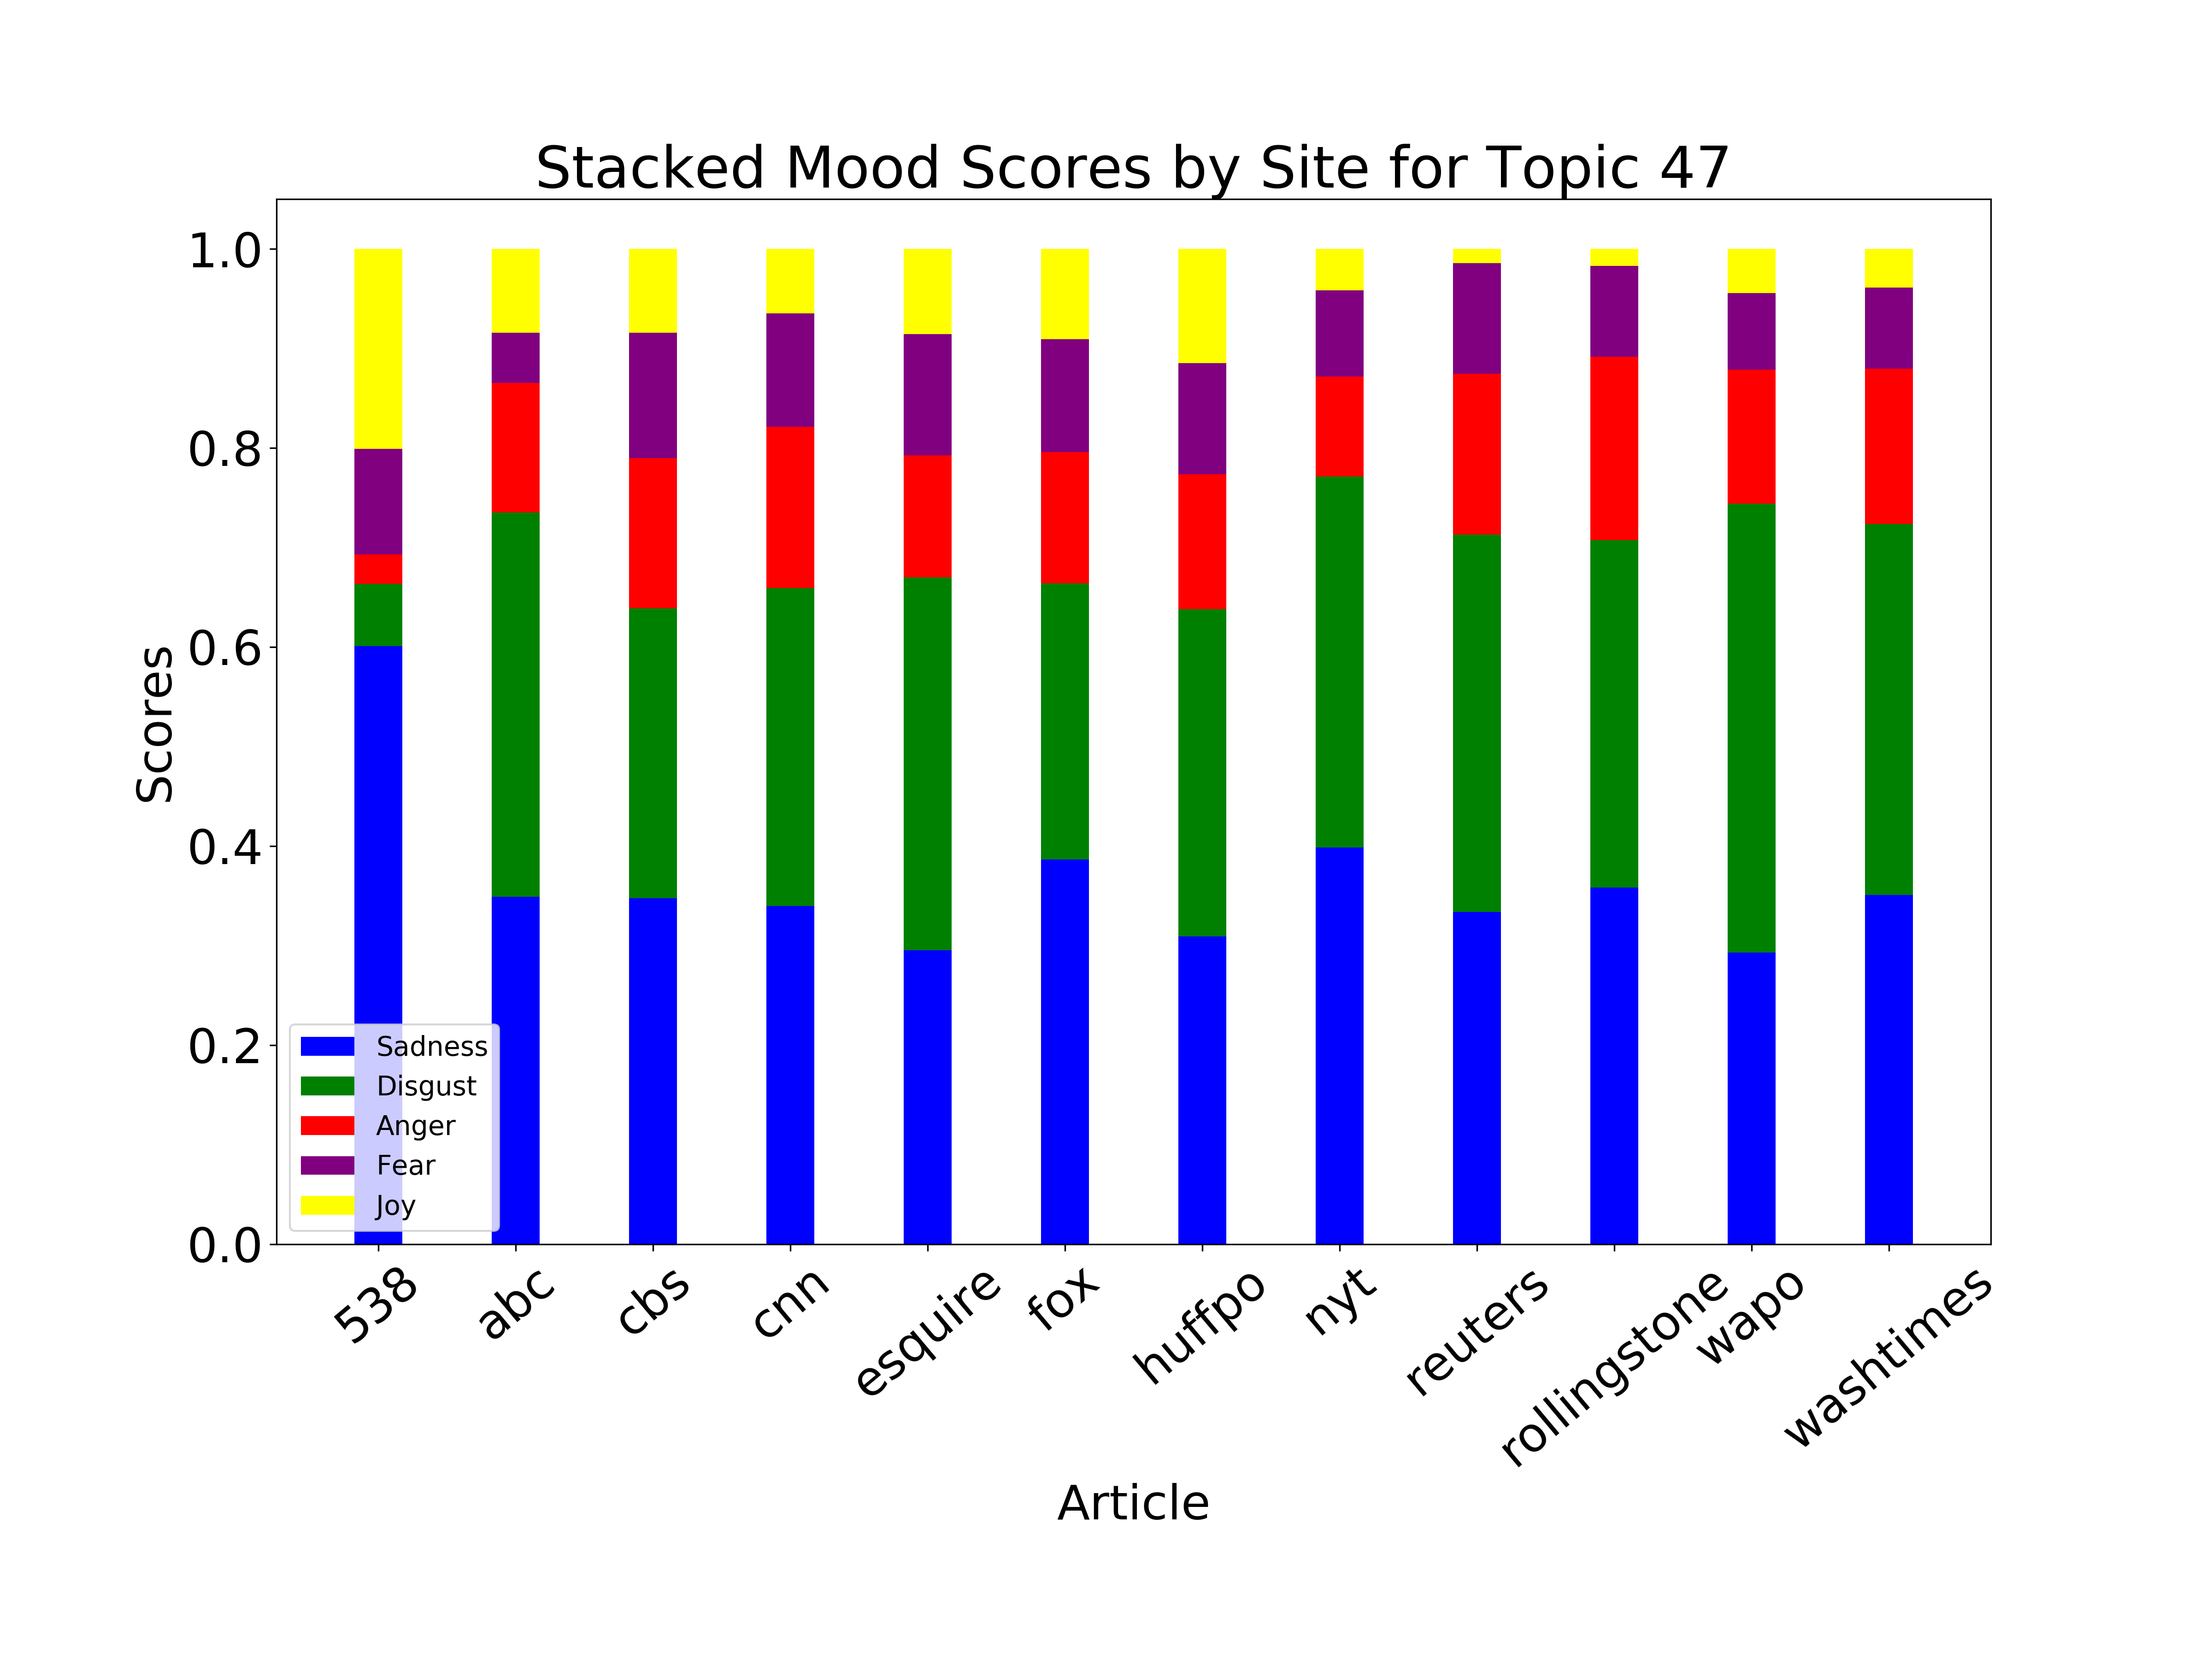 Stacked Mood Scores by Site for Topic 47
1.0
0.8
0.6
0.4
0.2
0.0
Scores
Sadness
Disgust
Anger
Fear
Joy
538
abc
cbs
cnn
esquire
fox
huffpo
nyt
reuters
rollingstone
wapo
washtimes
Article